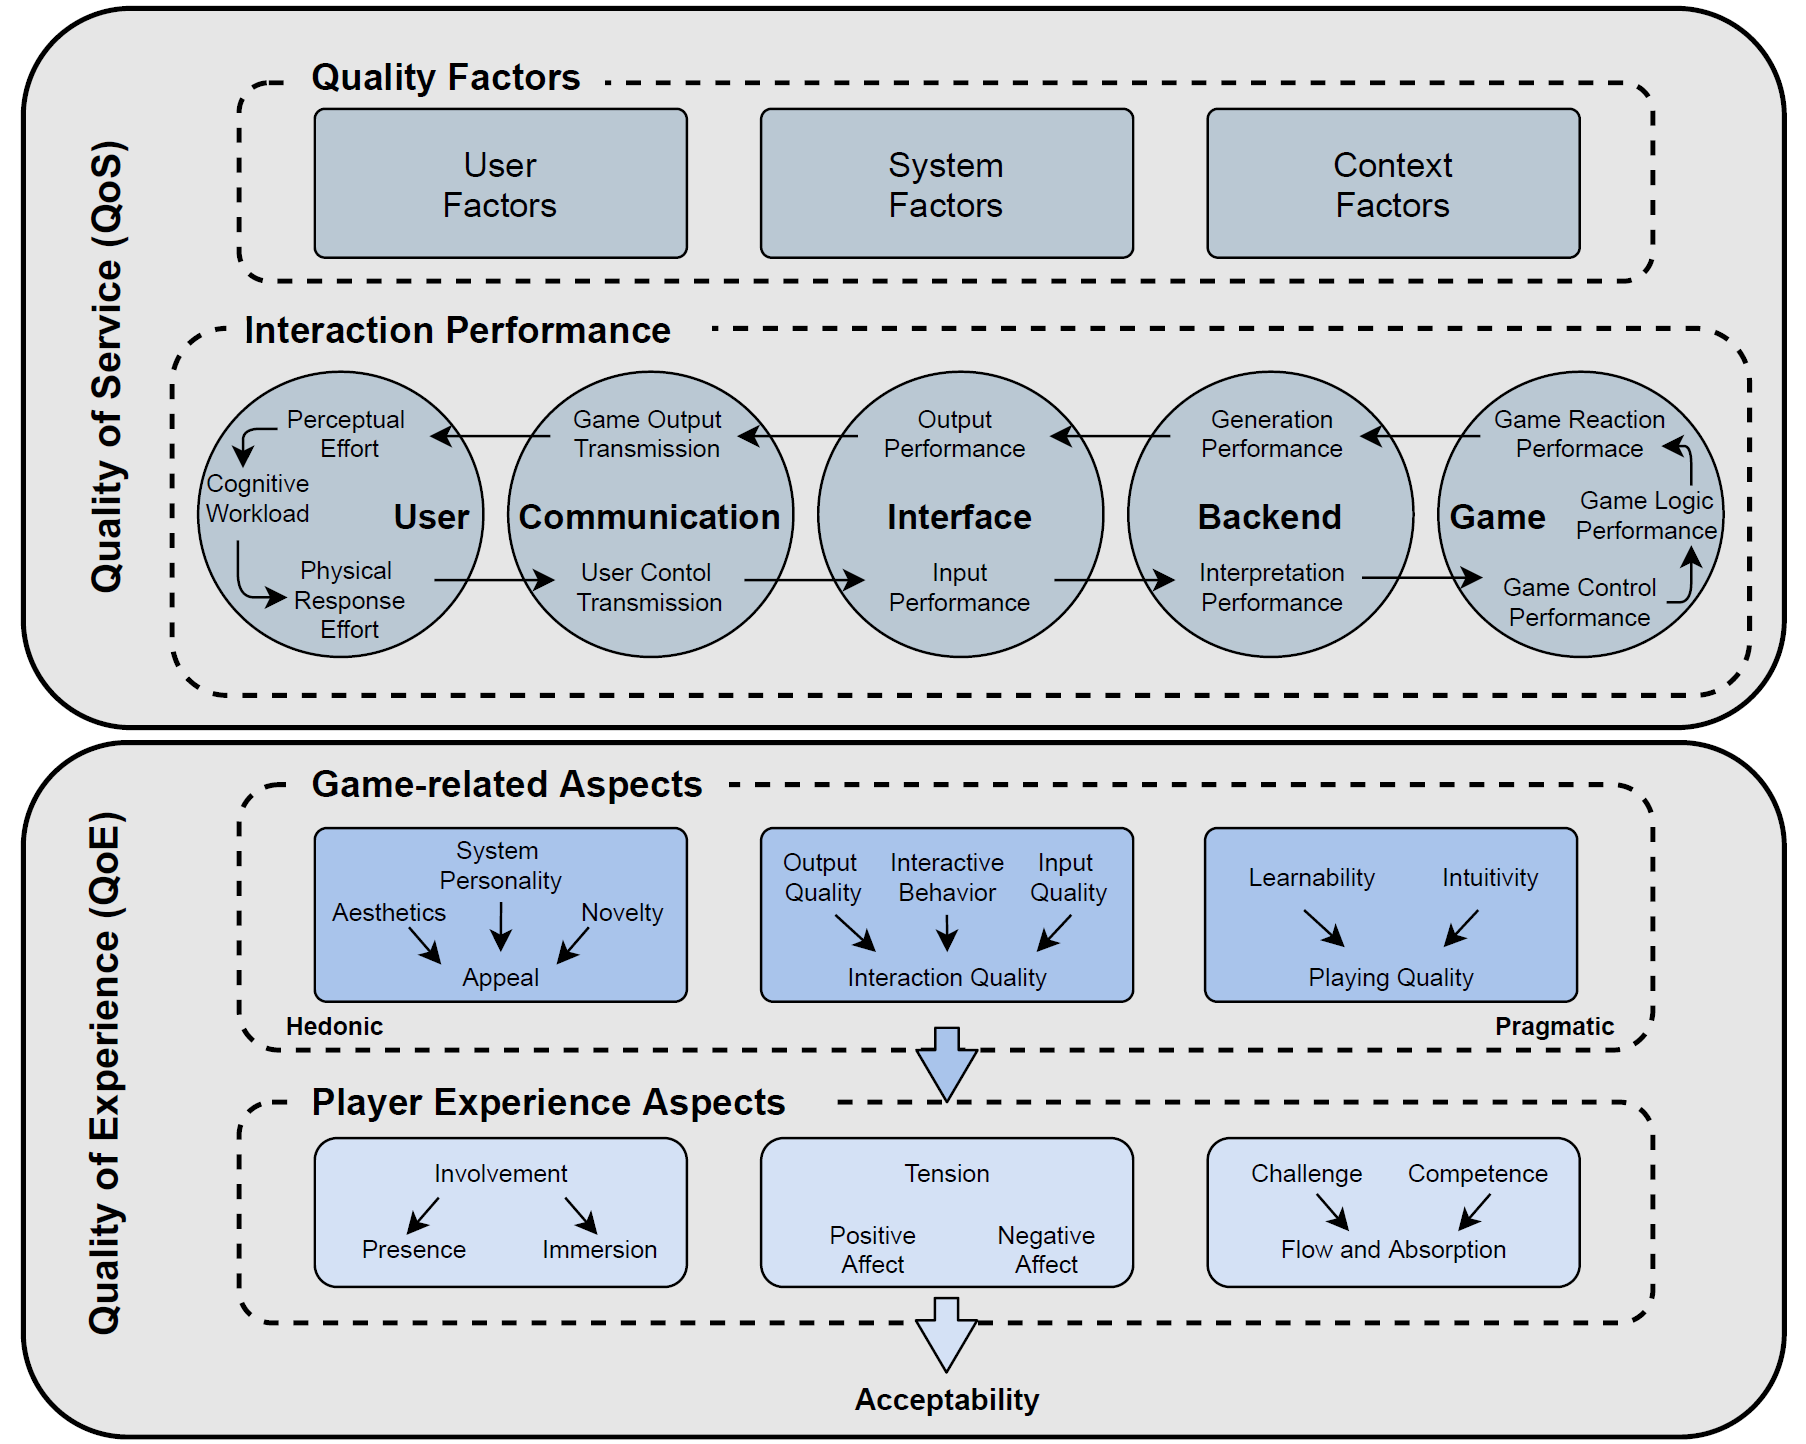 Quality of Service (QoS)
Quality Factors
User
Factors
System
Factors
Context
Factors
Interaction Performance
Perceptual
Effort
Cognitive
Workload
User
Physical
Response
Effort
Game Output
Transmission
Communication
User Contol
Transmission
Output
Performance
Interface
Input
Performance
Generation
Performance
Backend
Interpretation
Performance
Game Reaction
Performace
Game Logic
Performance
Game
Game Control
Performance
Quality of Experience (QoE)
Game-related Aspects
System
Personality
Aesthetics
Novelty
Appeal
Output
Quality
Interactive
Behavior
Input
Quality
Interaction Quality
Learnability
Intuitivity
Playing Quality
Hedonic
Pragmatic
Player Experience Aspects
Involvement
Presence
Immersion
Tension
Positive
Affect
Negative
Affect
Challenge
Competence
Flow and Absorption
Acceptability